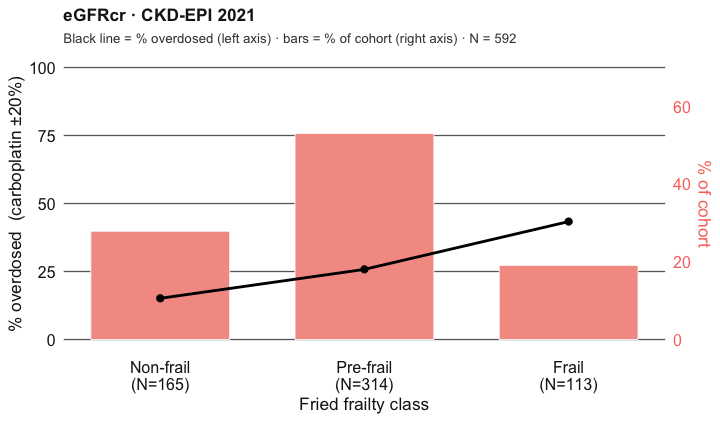 eGFRcr · CKD-EPI 2021
Black line = % overdosed (left axis) · bars = % of cohort (right axis) · N = 592
% overdosed  (carboplatin ±20%)
100
75
50
25
0
60
40
20
0
% of cohort
Non-frail
(N=165)
Pre-frail
(N=314)
Frail
(N=113)
Fried frailty class